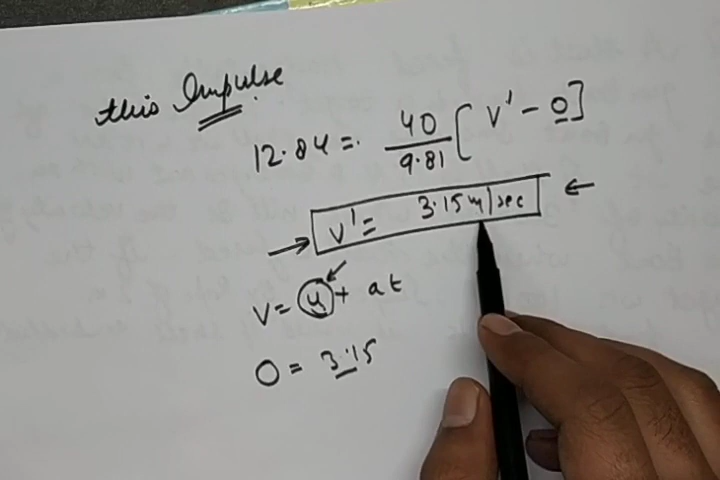 this Impulse
12.84 = 40/9.81 [ v' - 0 ]
v' = 3.15 m/sec
v = u + at
0 = 3.15